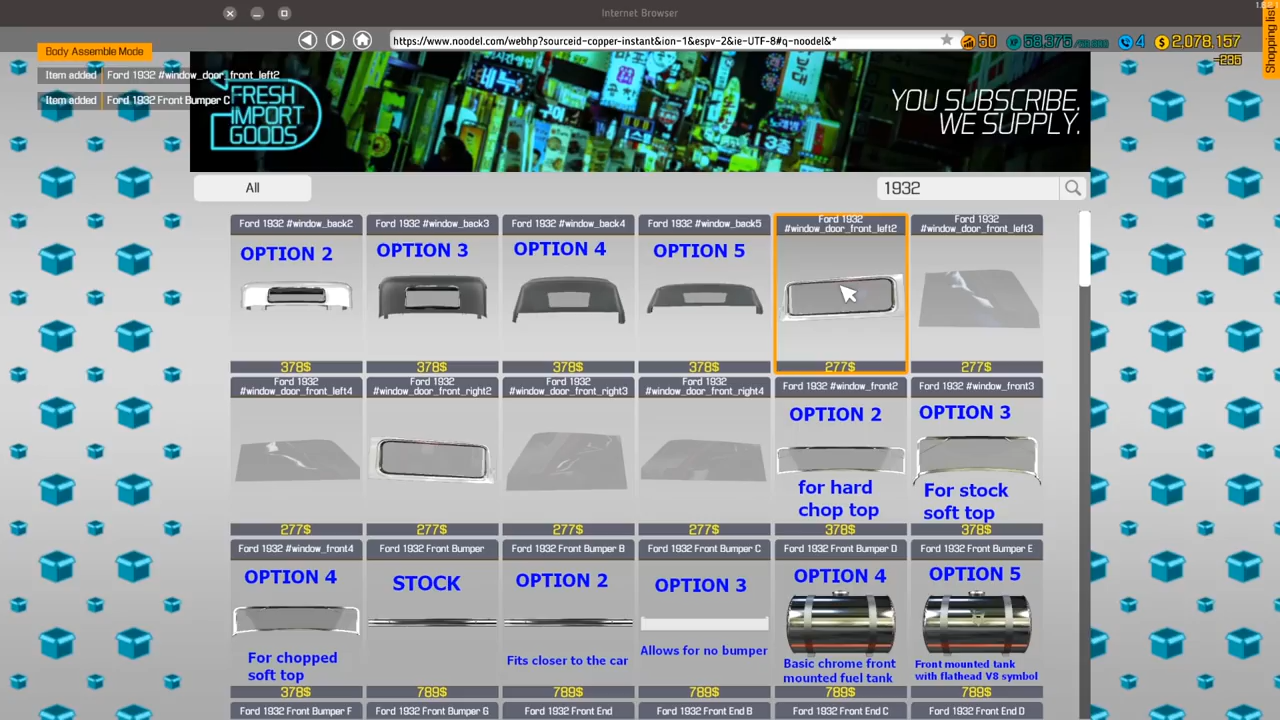 Internet Browser
Shopping list
Body Assemble Mode
https://www.noodel.com/webhp?sourceid-copper-instant&ion-1&espv-2&ie-UTF-8#q-noodel&*
50
4
2,078,157
Item added Ford 1932 #window_door_front_left2
Item added Ford 1932 Front Bumper C
FRESH
IMPORT
GOODS
YOU SUBSCRIBE.
WE SUPPLY.
All
1932
Ford 1932 #window_back2
OPTION 2
378$
Ford 1932 #window_back3
OPTION 3
378$
Ford 1932 #window_back4
OPTION 4
378$
Ford 1932 #window_back5
OPTION 5
378$
Ford 1932
#window_door_front_left2
277$
Ford 1932
#window_door_front_left3
277$
Ford 1932
#window_door_front_left4
277$
Ford 1932
#window_door_front_right2
277$
Ford 1932
#window_door_front_right3
277$
Ford 1932
#window_door_front_right4
277$
Ford 1932 #window_front2
OPTION 2
for hard
chop top
378$
Ford 1932 #window_front3
OPTION 3
For stock
soft top
378$
Ford 1932 #window_front4
OPTION 4
For chopped
soft top
378$
Ford 1932 Front Bumper
STOCK
789$
Ford 1932 Front Bumper B
OPTION 2
Fits closer to the car
789$
Ford 1932 Front Bumper C
OPTION 3
Allows for no bumper
789$
Ford 1932 Front Bumper D
OPTION 4
Basic chrome front
mounted fuel tank
789$
Ford 1932 Front Bumper E
OPTION 5
Front mounted tank
with flathead V8 symbol
789$
Ford 1932 Front Bumper F
Ford 1932 Front Bumper G
Ford 1932 Front End
Ford 1932 Front End B
Ford 1932 Front End C
Ford 1932 Front End D